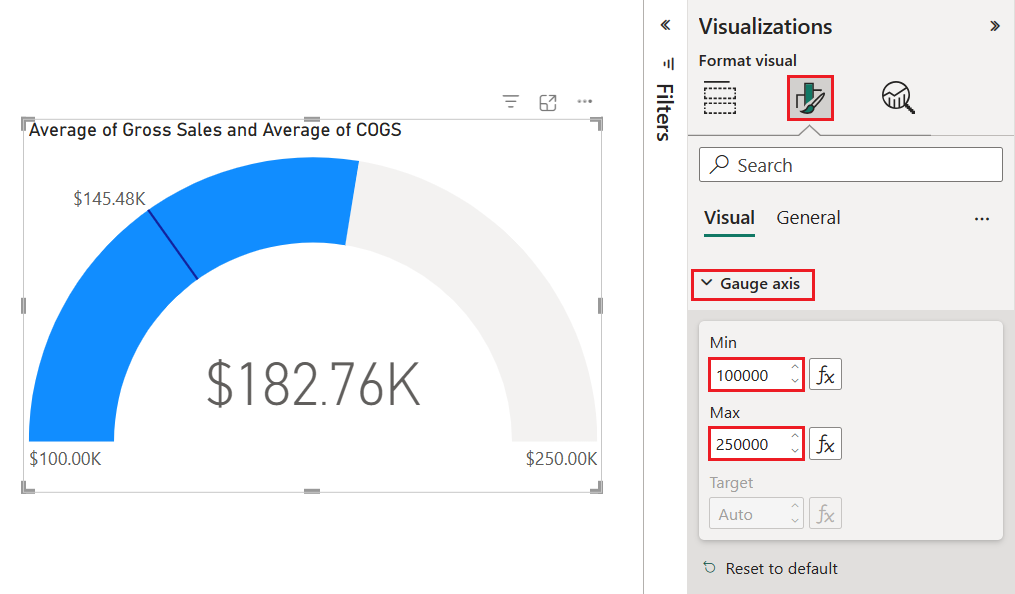 Average of Gross Sales and Average of COGS
$145.48K
$182.76K
$100.00K
$250.00K
Filters
Visualizations
Format visual
Search
Visual General
Gauge axis
Min
100000
fx
Max
250000
fx
Target
Auto
fx
Reset to default